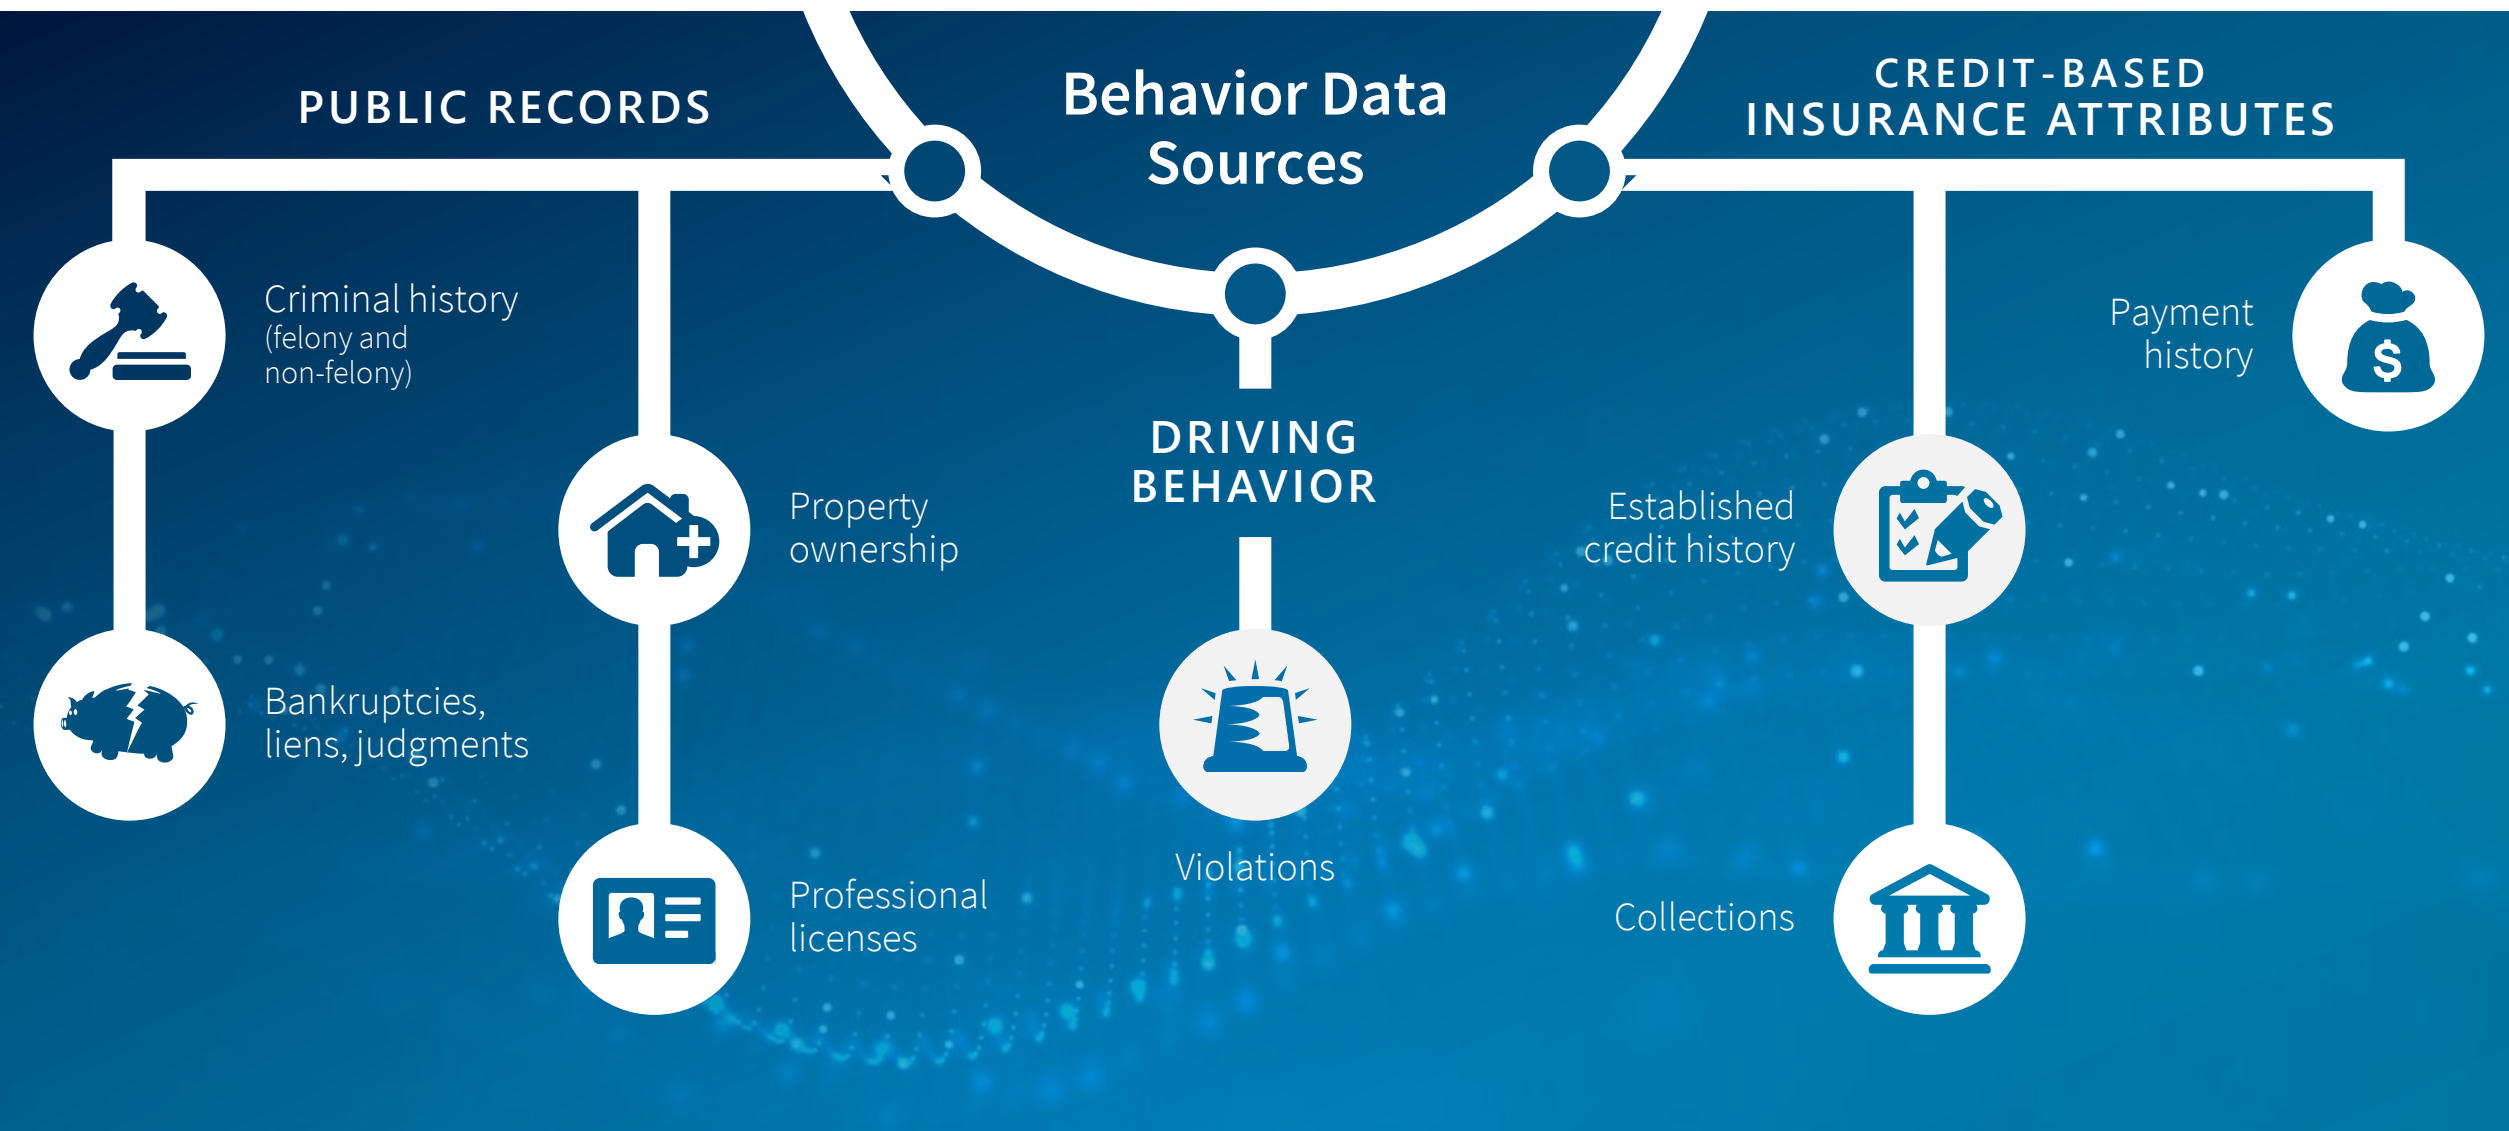 Behavior Data
Sources
PUBLIC RECORDS
Criminal history
(felony and
non-felony)
Bankruptcies,
liens, judgments
Property
ownership
Professional
licenses
DRIVING
BEHAVIOR
Violations
CREDIT-BASED
INSURANCE ATTRIBUTES
Established
credit history
Collections
Payment
history
$